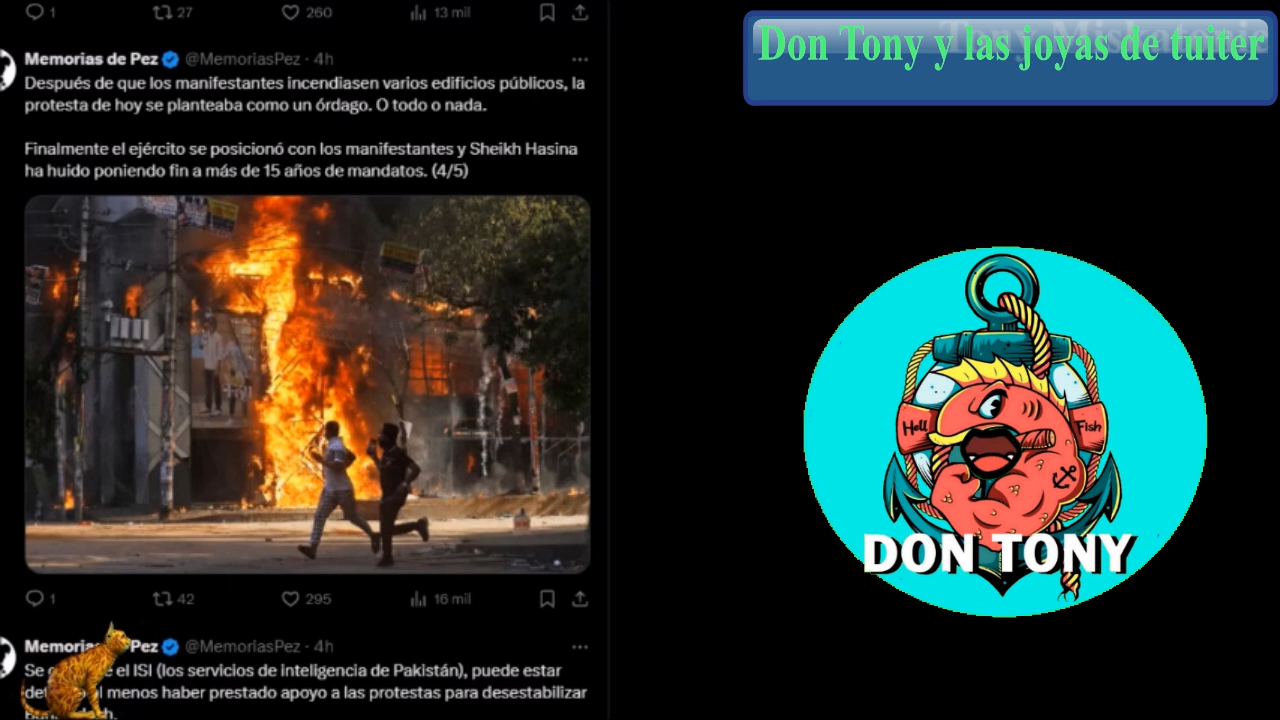 1 27 260 13 mil
Memorias de Pez @MemoriasPez · 4h
Después de que los manifestantes incendiasen varios edificios públicos, la
protesta de hoy se planteaba como un órdago. O todo o nada.
Finalmente el ejército se posicionó con los manifestantes y Sheikh Hasina
ha huido poniendo fin a más de 15 años de mandatos. (4/5)
1 42 295 16 mil
Pez @MemoriasPez · 4h
Se el ISI (los servicios de inteligencia de Pakistán), puede estar
menos haber prestado apoyo a las protestas para desestabilizar
Don Tony y las joyas de tuiter
Hell Fish
DON TONY